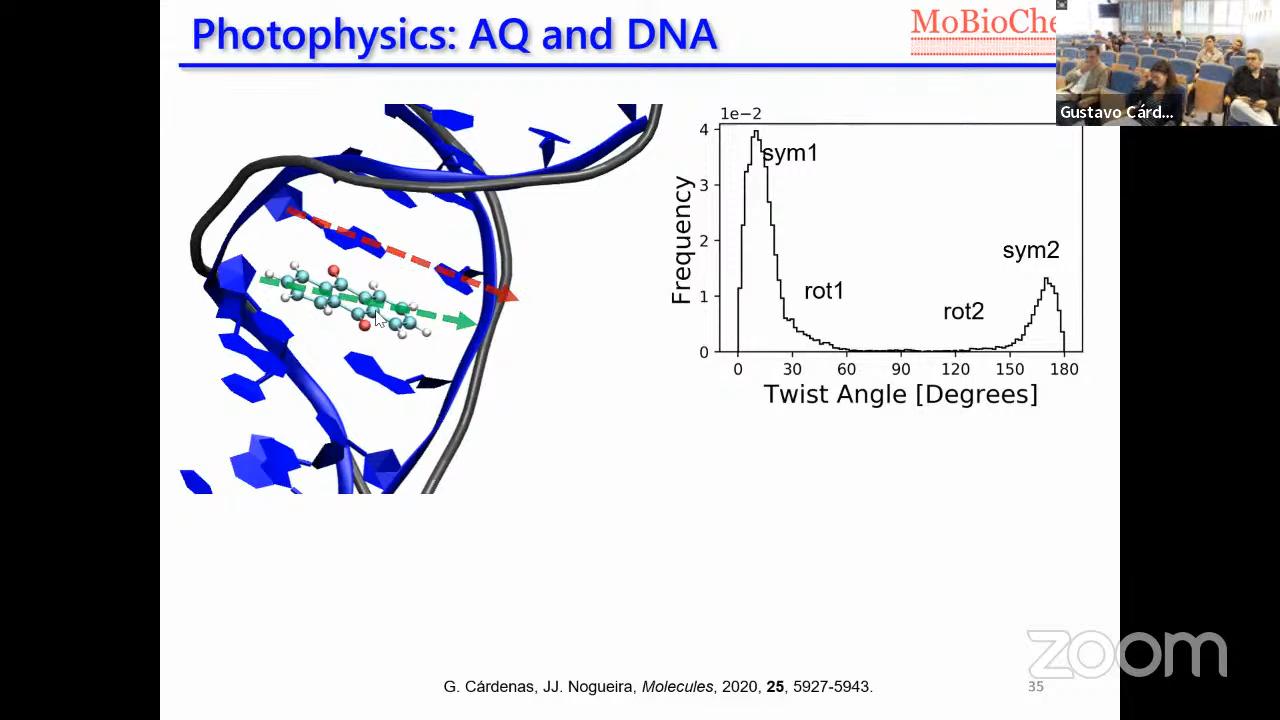 Photophysics: AQ and DNA
MoBioChe
Gustavo Cárd...
1e−2
4
3
2
1
0
Frequency
sym1
rot1
rot2
sym2
0 30 60 90 120 150 180
Twist Angle [Degrees]
zoom
G. Cárdenas, JJ. Nogueira, Molecules, 2020, 25, 5927-5943.
35